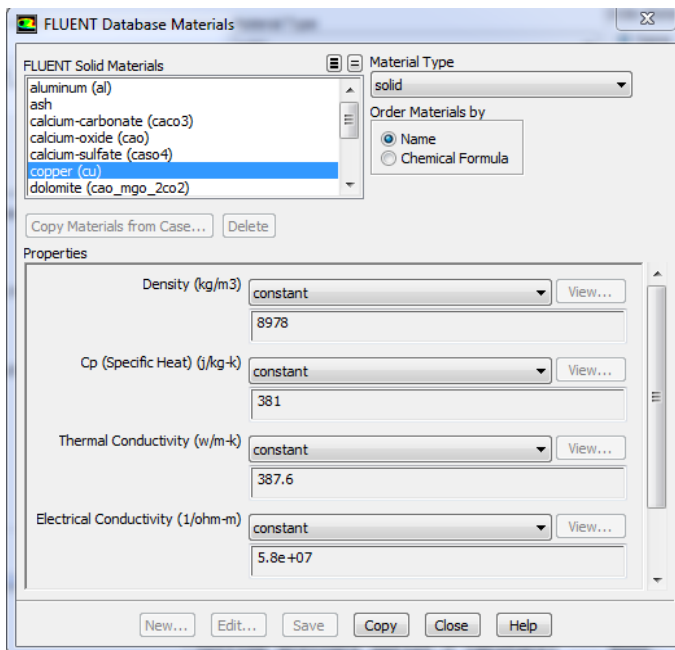 FLUENT Database Materials
FLUENT Solid Materials
aluminum (al)
ash
calcium-carbonate (caco3)
calcium-oxide (cao)
calcium-sulfate (caso4)
copper (cu)
dolomite (cao_mgo_2co2)
Material Type
solid
Order Materials by
Name
Chemical Formula
Copy Materials from Case... Delete
Properties
Density (kg/m3) constant View...
8978
Cp (Specific Heat) (j/kg-k) constant View...
381
Thermal Conductivity (w/m-k) constant View...
387.6
Electrical Conductivity (1/ohm-m) constant View...
5.8e+07
New... Edit... Save Copy Close Help